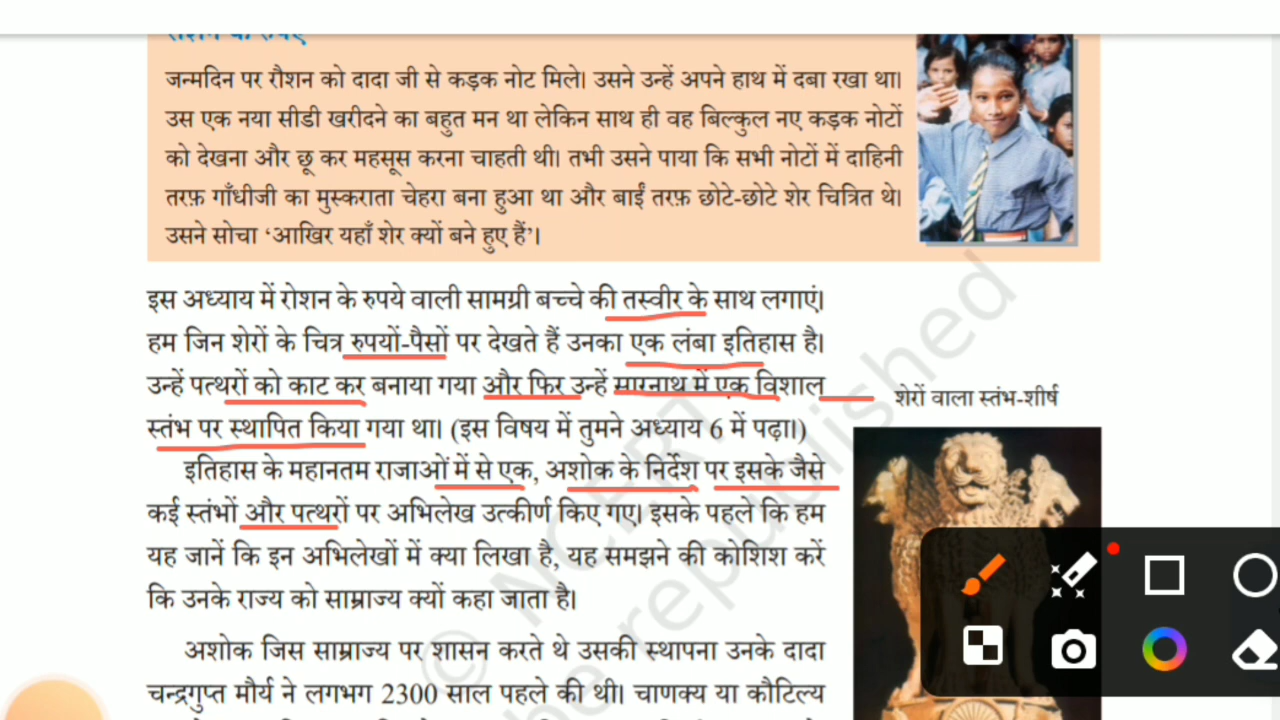 रौशन के रुपए
जन्मदिन पर रौशन को दादा जी से कड़क नोट मिले। उसने उन्हें अपने हाथ में दबा रखा था।
उस एक नया सीडी खरीदने का बहुत मन था लेकिन साथ ही वह बिल्कुल नए कड़क नोटों
को देखना और छू कर महसूस करना चाहती थी। तभी उसने पाया कि सभी नोटों में दाहिनी
तरफ़ गाँधीजी का मुस्कराता चेहरा बना हुआ था और बाईं तरफ़ छोटे-छोटे शेर चित्रित थे।
उसने सोचा ‘आखिर यहाँ शेर क्यों बने हुए हैं’।
इस अध्याय में रोशन के रुपये वाली सामग्री बच्चे की तस्वीर के साथ लगाएं।
हम जिन शेरों के चित्र रुपयों-पैसों पर देखते हैं उनका एक लंबा इतिहास है।
उन्हें पत्थरों को काट कर बनाया गया और फिर उन्हें सारनाथ में एक विशाल
स्तंभ पर स्थापित किया गया था। (इस विषय में तुमने अध्याय 6 में पढ़ा।)
शेरों वाला स्तंभ-शीर्ष
इतिहास के महानतम राजाओं में से एक, अशोक के निर्देश पर इसके जैसे
कई स्तंभों और पत्थरों पर अभिलेख उत्कीर्ण किए गए। इसके पहले कि हम
यह जानें कि इन अभिलेखों में क्या लिखा है, यह समझने की कोशिश करें
कि उनके राज्य को साम्राज्य क्यों कहा जाता है।
अशोक जिस साम्राज्य पर शासन करते थे उसकी स्थापना उनके दादा
चन्द्रगुप्त मौर्य ने लगभग 2300 साल पहले की थी। चाणक्य या कौटिल्य
© NCERT
be republished